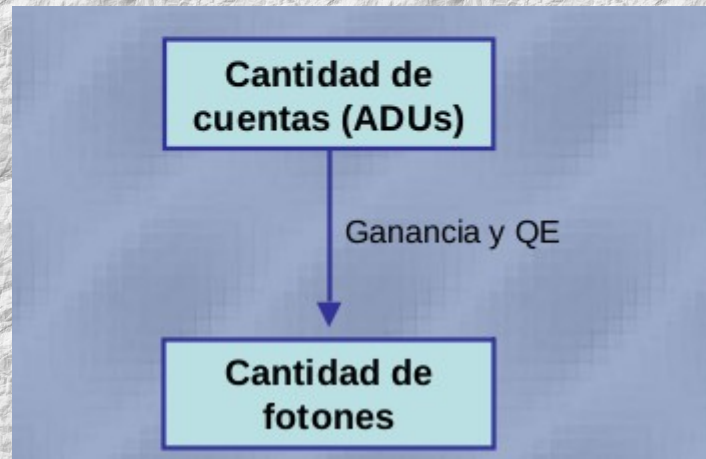 Cantidad de
cuentas (ADUs)
Ganancia y QE
Cantidad de
fotones